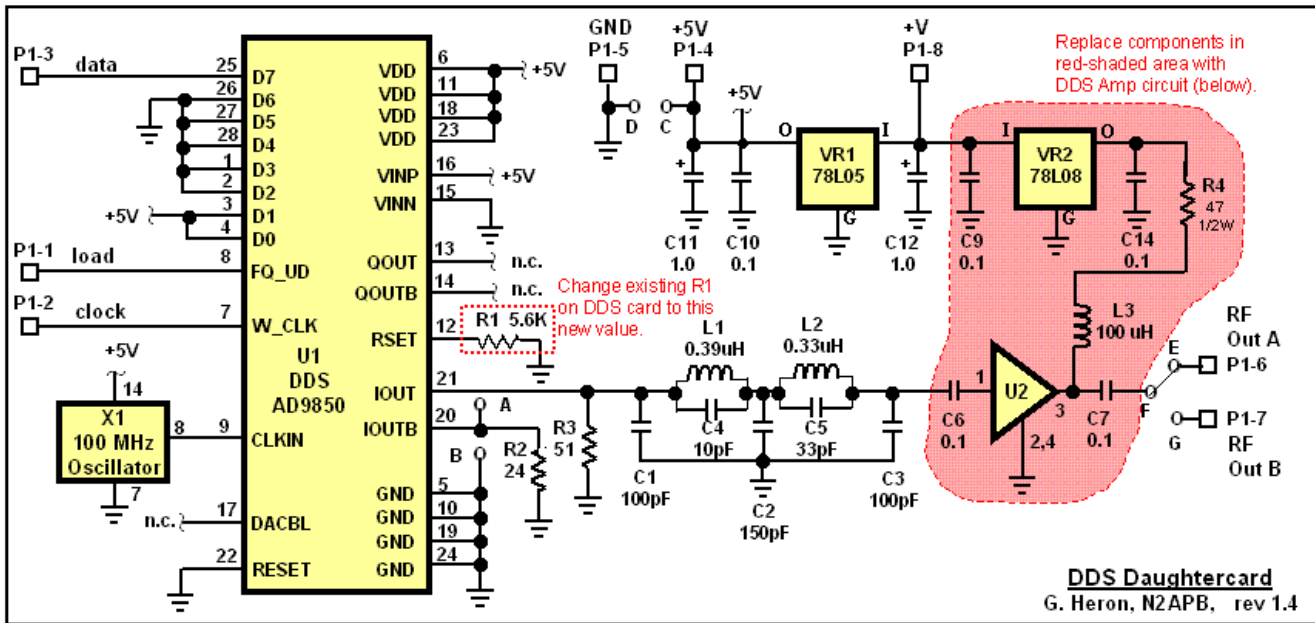 P1-3
data
P1-1
load
P1-2
clock
+5V
25
26
27
28
1
2
3
4
8
7
D7
D6
D5
D4
D3
D2
D1
D0
FQ_UD
W_CLK
U1
DDS
AD9850
CLKIN
DACBL
RESET
+5V
14
X1
100 MHz
Oscillator
8
9
7
n.c.
17
22
VDD
VDD
VDD
VDD
VINP
VINN
QOUT
QOUTB
RSET
IOUT
IOUTB
GND
GND
GND
GND
6
11
18
23
16
15
13
14
12
21
20
5
10
19
24
+5V
+5V
n.c.
n.c.
Change existing R1
on DDS card to this
new value.
R1 5.6K
A
B
R2
24
R3
51
C1
100pF
L1
0.39uH
C4
10pF
C2
150pF
L2
0.33uH
C5
33pF
C3
100pF
GND
P1-5
D
+5V
P1-4
C
+5V
C11
1.0
+
C10
0.1
O
VR1
78L05
I
G
+V
P1-8
+
C12
1.0
Replace components in
red-shaded area with
DDS Amp circuit (below).
C9
0.1
I
VR2
78L08
O
G
C14
0.1
R4
47
1/2W
L3
100 uH
C6
0.1
1
U2
3
2,4
C7
0.1
E
F
G
RF
Out A
P1-6
P1-7
RF
Out B
DDS Daughtercard
G. Heron, N2APB, rev 1.4